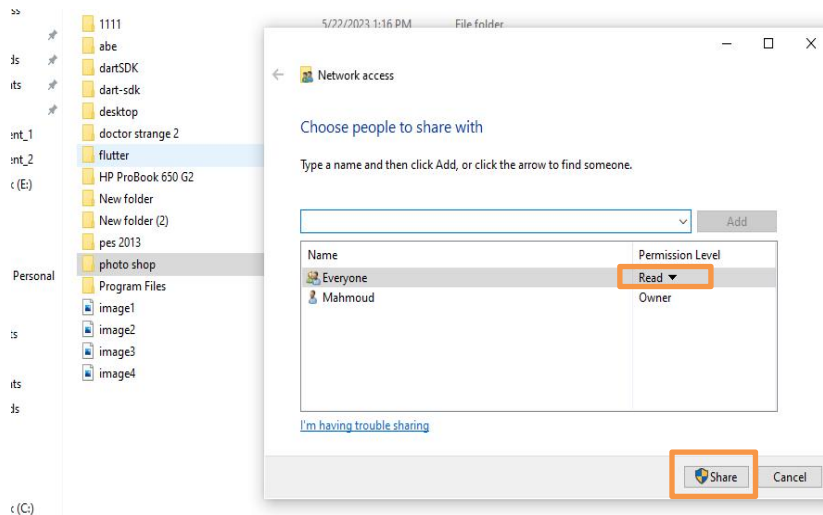 1111 5/22/2023 1:16 PM File folder
abe
dartSDK
dart-sdk
desktop
doctor strange 2
flutter
HP ProBook 650 G2
New folder
New folder (2)
pes 2013
photo shop
Program Files
image1
image2
image3
image4
ds
ts
ent_1
ent_2
k (E:)
Personal
ts
nts
ds
k (C:)
Network access
Choose people to share with
Type a name and then click Add, or click the arrow to find someone.
Add
Name Permission Level
Everyone Read
Mahmoud Owner
I'm having trouble sharing
Share Cancel